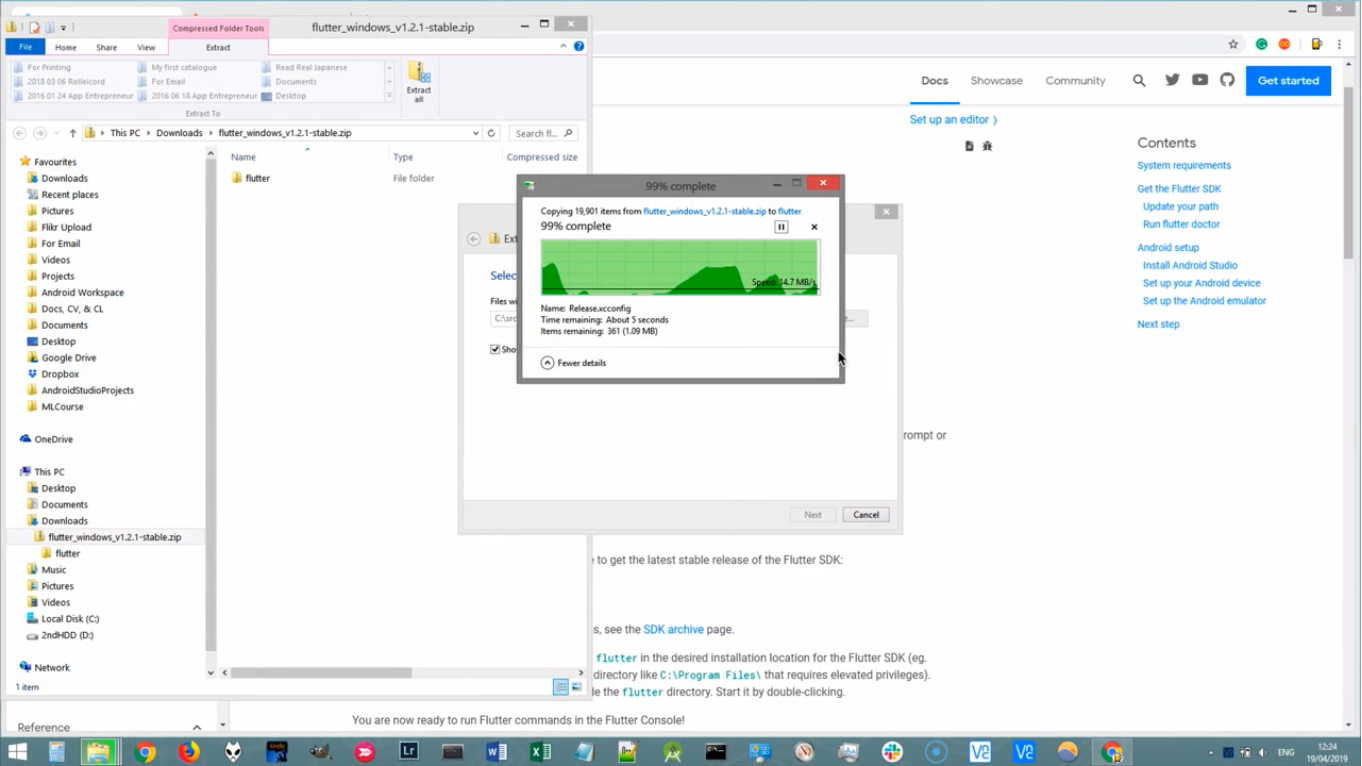 Compressed Folder Tools
flutter_windows_v1.2.1-stable.zip
File
Home
Share
View
Extract
For Printing
My first catalogue
Read Real Japanese
2018 03 06 Rolleicord
For Email
Documents
2016 01 24 App Entrepreneur
2016 06 18 App Entrepreneur
Desktop
Extract all
Extract To
This PC
Downloads
flutter_windows_v1.2.1-stable.zip
Search fl...
Name
Type
Compressed size
flutter
File folder
Favourites
Downloads
Recent places
Pictures
Flikr Upload
For Email
Videos
Projects
Android Workspace
Docs, CV, & CL
Documents
Desktop
Google Drive
Dropbox
AndroidStudioProjects
MLCourse
OneDrive
This PC
Desktop
Documents
Downloads
flutter_windows_v1.2.1-stable.zip
flutter
Music
Pictures
Videos
Local Disk (C:)
2ndHDD (D:)
Network
1 item
Reference
99% complete
Copying 19,901 items from flutter_windows_v1.2.1-stable.zip to flutter
99% complete
Speed: 14.7 MB/s
Name: Release.xcconfig
Time remaining: About 5 seconds
Items remaining: 361 (1.09 MB)
Fewer details
Next
Cancel
Docs
Showcase
Community
Get started
Set up an editor
Contents
System requirements
Get the Flutter SDK
Update your path
Run flutter doctor
Android setup
Install Android Studio
Set up your Android device
Set up the Android emulator
Next step
rompt or
e to get the latest stable release of the Flutter SDK:
s, see the SDK archive page.
flutter in the desired installation location for the Flutter SDK (eg.
directory like C:\Program Files\ that requires elevated privileges).
le the flutter directory. Start it by double-clicking.
You are now ready to run Flutter commands in the Flutter Console!
ENG
12:24
19/04/2019